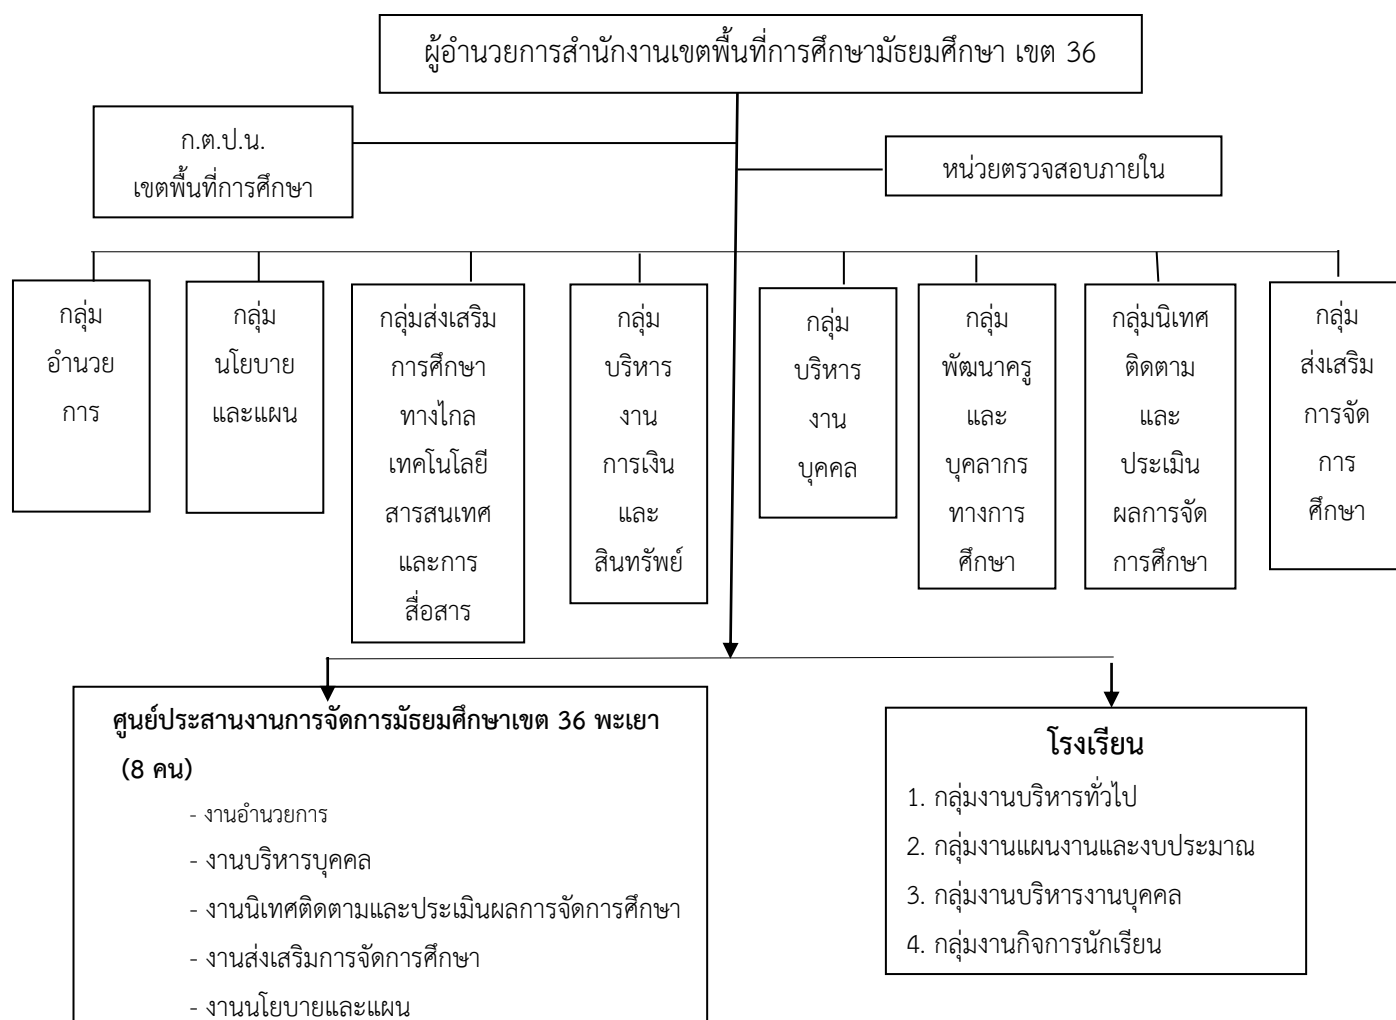 ผู้อำนวยการสำนักงานเขตพื้นที่การศึกษามัธยมศึกษา เขต 36
ก.ต.ป.น.
เขตพื้นที่การศึกษา
หน่วยตรวจสอบภายใน
กลุ่ม
อำนวย
การ
กลุ่ม
นโยบาย
และแผน
กลุ่มส่งเสริม
การศึกษา
ทางไกล
เทคโนโลยี
สารสนเทศ
และการ
สื่อสาร
กลุ่ม
บริหาร
งาน
การเงิน
และ
สินทรัพย์
กลุ่ม
บริหาร
งาน
บุคคล
กลุ่ม
พัฒนาครู
และ
บุคลากร
ทางการ
ศึกษา
กลุ่มนิเทศ
ติดตาม
และ
ประเมิน
ผลการจัด
การศึกษา
กลุ่ม
ส่งเสริม
การจัด
การ
ศึกษา
ศูนย์ประสานงานการจัดการมัธยมศึกษาเขต 36 พะเยา
(8 คน)
- งานอำนวยการ
- งานบริหารบุคคล
- งานนิเทศติดตามและประเมินผลการจัดการศึกษา
- งานส่งเสริมการจัดการศึกษา
- งานนโยบายและแผน
โรงเรียน
1. กลุ่มงานบริหารทั่วไป
2. กลุ่มงานแผนงานและงบประมาณ
3. กลุ่มงานบริหารงานบุคคล
4. กลุ่มงานกิจการนักเรียน